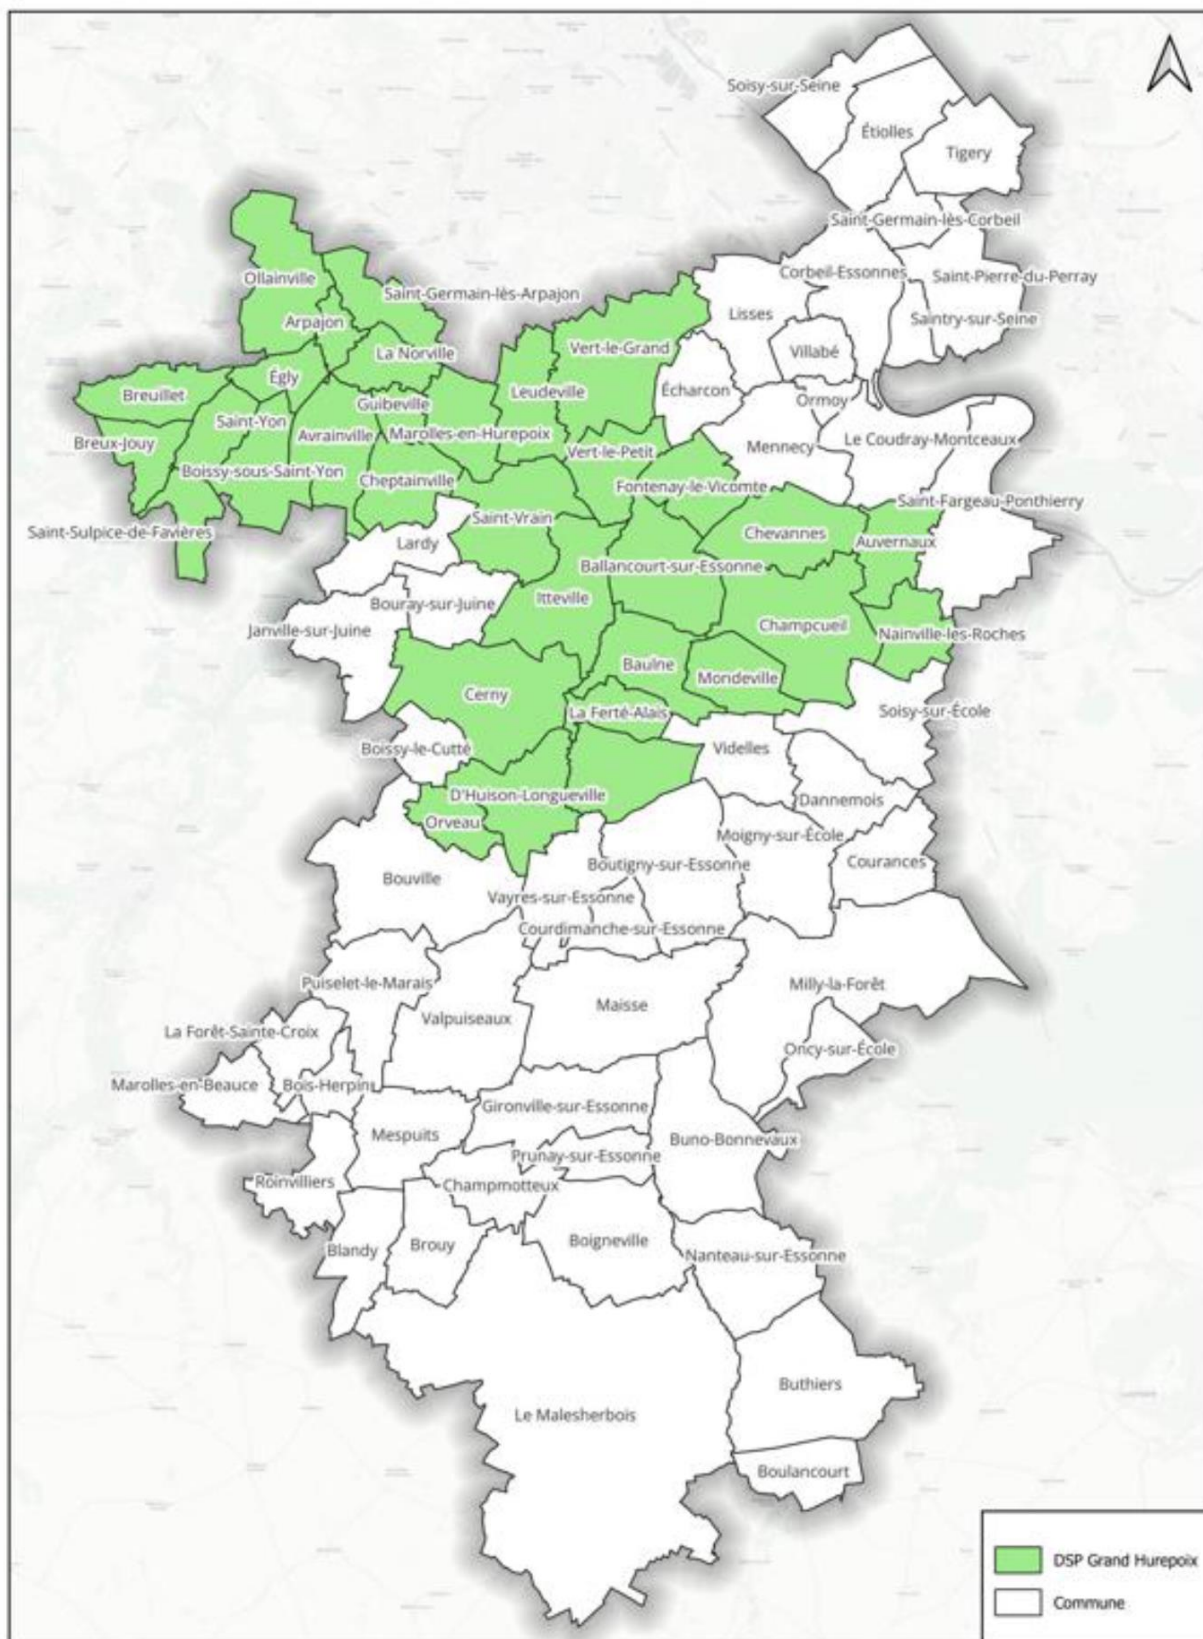 Soisy-sur-Seine
Étiolles
Tigery
Saint-Germain-lès-Corbeil
Corbeil-Essonnes
Saint-Pierre-du-Perray
Ollainville
Saint-Germain-lès-Arpajon
Lisses
Saintry-sur-Seine
Arpajon
La Norville
Vert-le-Grand
Villabé
Égly
Breuillet
Leudeville
Écharcon
Guibeville
Ormoy
Saint-Yon
Breux-Jouy
Avrainville
Marolles-en-Hurepoix
Le Coudray-Montceaux
Mennecy
Vert-le-Petit
Boissy-sous-Saint-Yon
Cheptainville
Fontenay-le-Vicomte
Saint-Fargeau-Ponthierry
Saint-Vrain
Saint-Sulpice-de-Favières
Chevannes
Lardy
Auvernaux
Ballancourt-sur-Essonne
Itteville
Bouray-sur-Juine
Champcueil
Janville-sur-Juine
Nainville-les-Roches
Baulne
Mondeville
Cerny
La Ferté-Alais
Soisy-sur-École
Boissy-le-Cutté
Videlles
D'Huison-Longueville
Dannemois
Orveau
Moigny-sur-École
Courances
Boutigny-sur-Essonne
Bouville
Vayres-sur-Essonne
Courdimanche-sur-Essonne
Puiselet-le-Marais
Milly-la-Forêt
Maisse
Valpuiseaux
La Forêt-Sainte-Croix
Oncy-sur-École
Marolles-en-Beauce
Bois-Herpin
Gironville-sur-Essonne
Mespuits
Buno-Bonnevaux
Prunay-sur-Essonne
Roinvilliers
Champmotteux
Boigneville
Brouy
Blandy
Nanteau-sur-Essonne
Buthiers
Le Malesherbois
Boulancourt
DSP Grand Hurepoix
Commune